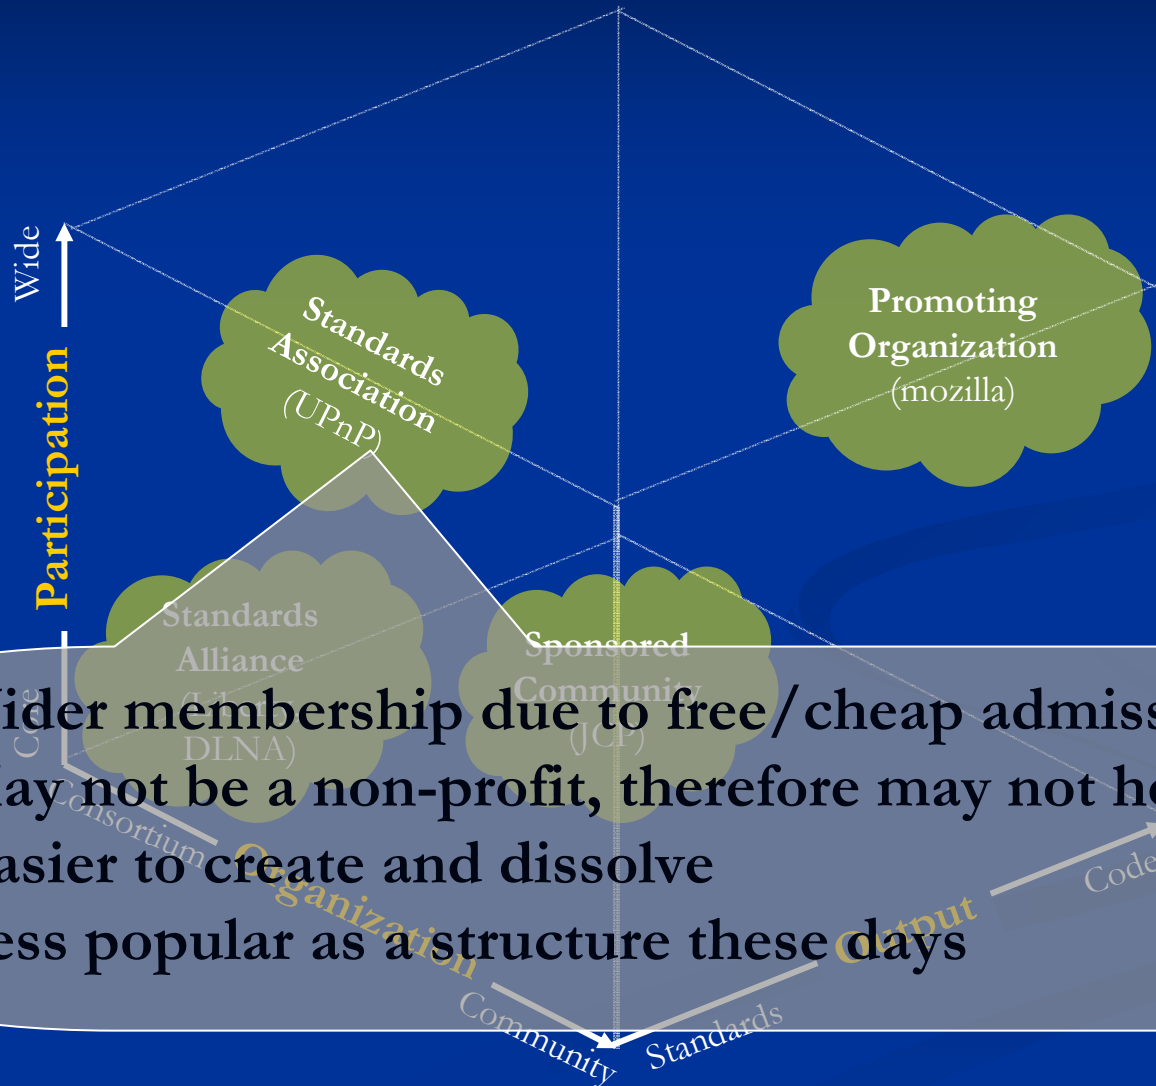 Wide
Participation
Core
Standards
Association
(UPnP)
Promoting
Organization
(mozilla)
Standards
Alliance
DLNA)
Sponsored
Community
(JCP)
ider membership due to free/cheap admiss
ay not be a non-profit, therefore may not h
asier to create and dissolve
ess popular as a structure these days
Consortium
Organization
Community
Standards
Output
Code